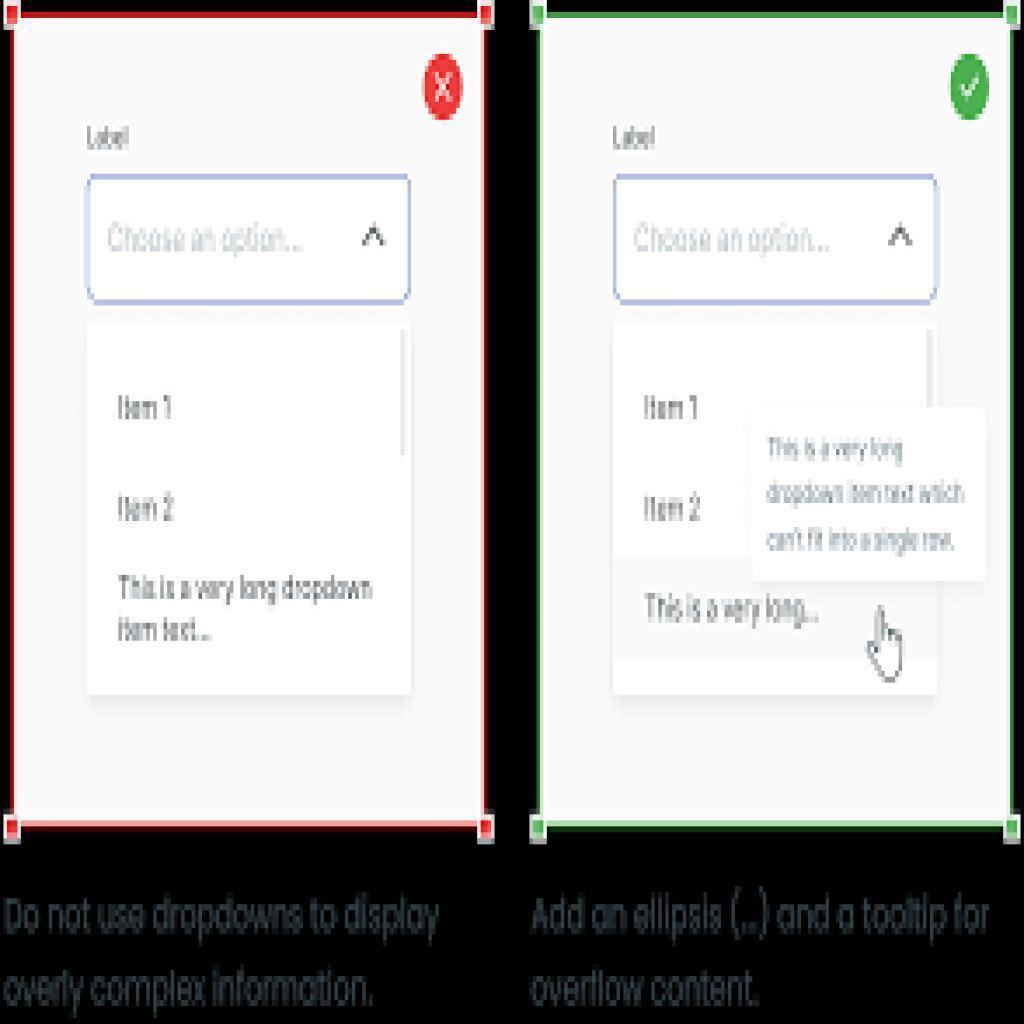 Label
Choose an option...
Item 1
Item 2
This is a very long dropdown
item text...
Do not use dropdowns to display
overly complex information.
Label
Choose an option...
Item 1
This is a very long
dropdown item text which
can't fit into a single row.
Item 2
This is a very long...
Add an ellipsis (...) and a tooltip for
overflow content.